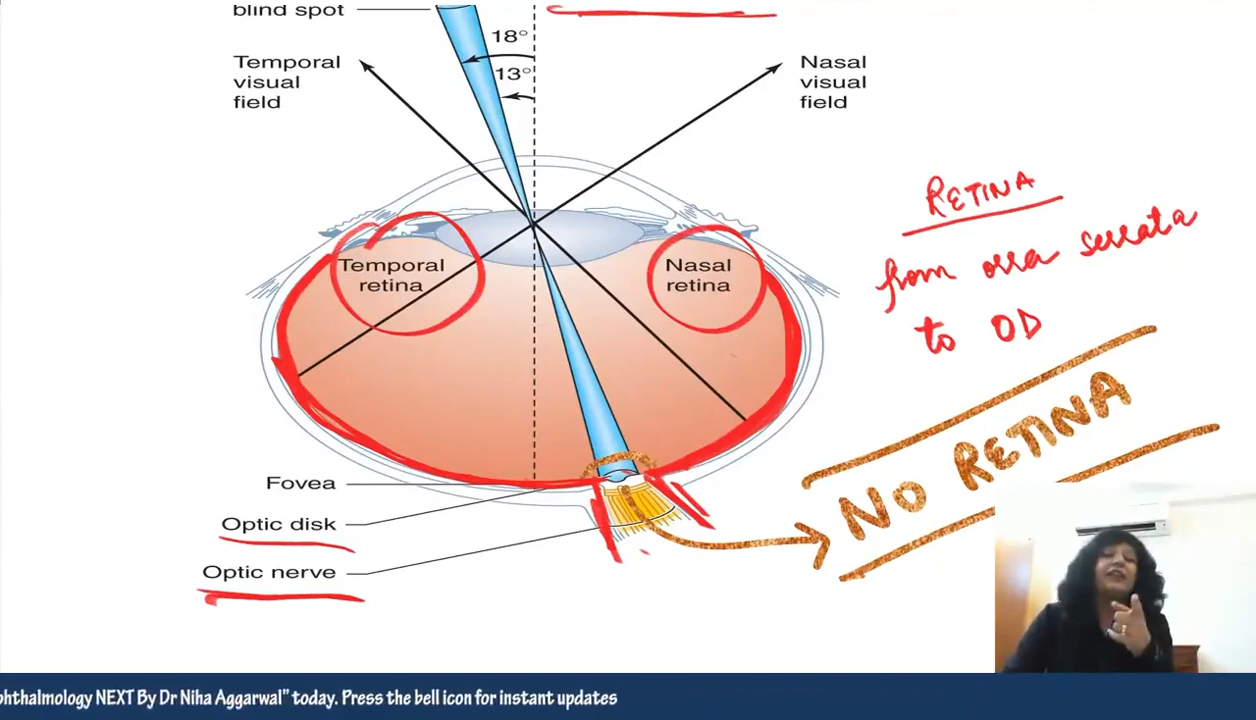 blind spot
18°
13°
Temporal
visual
field
Nasal
visual
field
Temporal
retina
Nasal
retina
RETINA
from ora serrata
to OD
NO RETINA
Fovea
Optic disk
Optic nerve
phthalmology NEXT By Dr Niha Aggarwal” today. Press the bell icon for instant updates